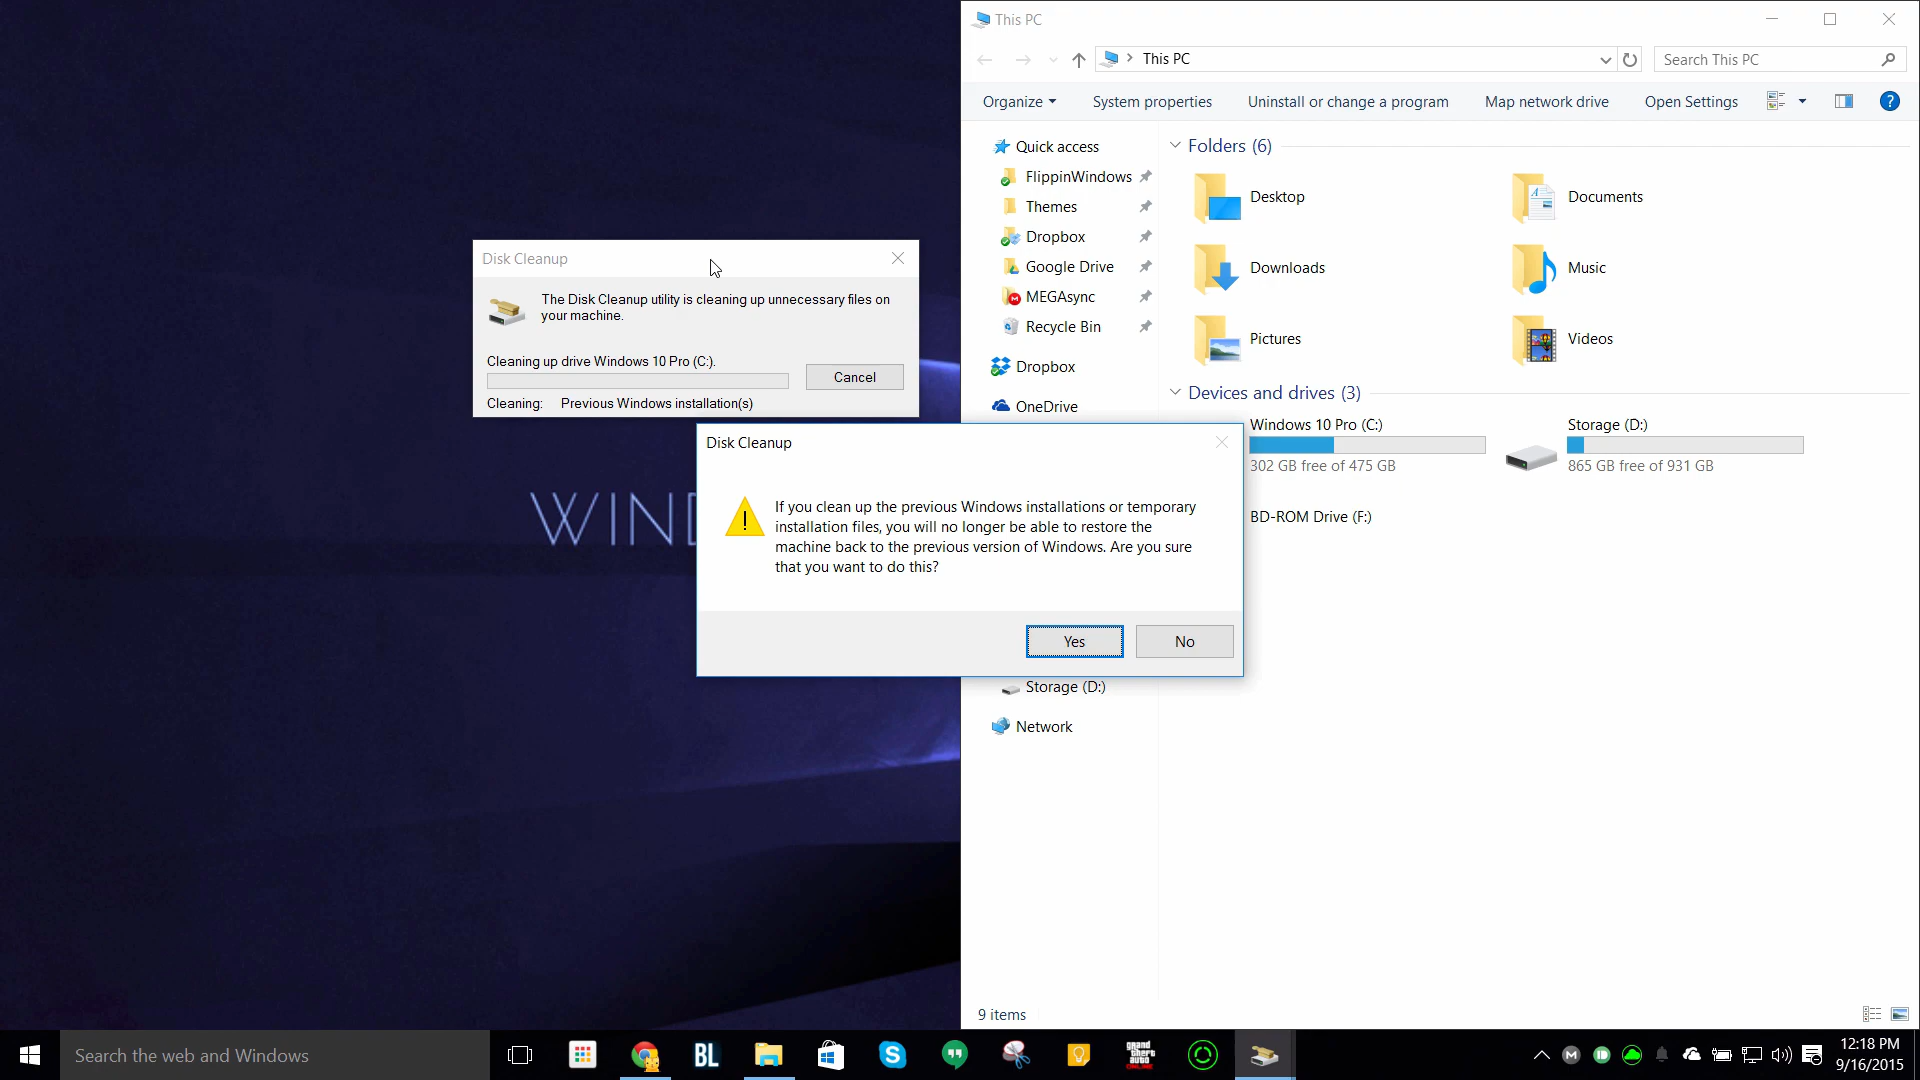 This PC
This PC
Search This PC
Organize
System properties
Uninstall or change a program
Map network drive
Open Settings
?
Quick access
FlippinWindows
Themes
Dropbox
Google Drive
MEGAsync
Recycle Bin
Dropbox
OneDrive
Storage (D:)
Network
Folders (6)
Desktop
Documents
Downloads
Music
Pictures
Videos
Devices and drives (3)
Windows 10 Pro (C:)
302 GB free of 475 GB
Storage (D:)
865 GB free of 931 GB
BD-ROM Drive (F:)
9 items
Disk Cleanup
The Disk Cleanup utility is cleaning up unnecessary files on
your machine.
Cleaning up drive Windows 10 Pro (C:).
Cancel
Cleaning: Previous Windows installation(s)
WIND
Disk Cleanup
If you clean up the previous Windows installations or temporary
installation files, you will no longer be able to restore the
machine back to the previous version of Windows. Are you sure
that you want to do this?
Yes
No
Search the web and Windows
BL
grand
theft
auto
ONLINE
12:18 PM
9/16/2015